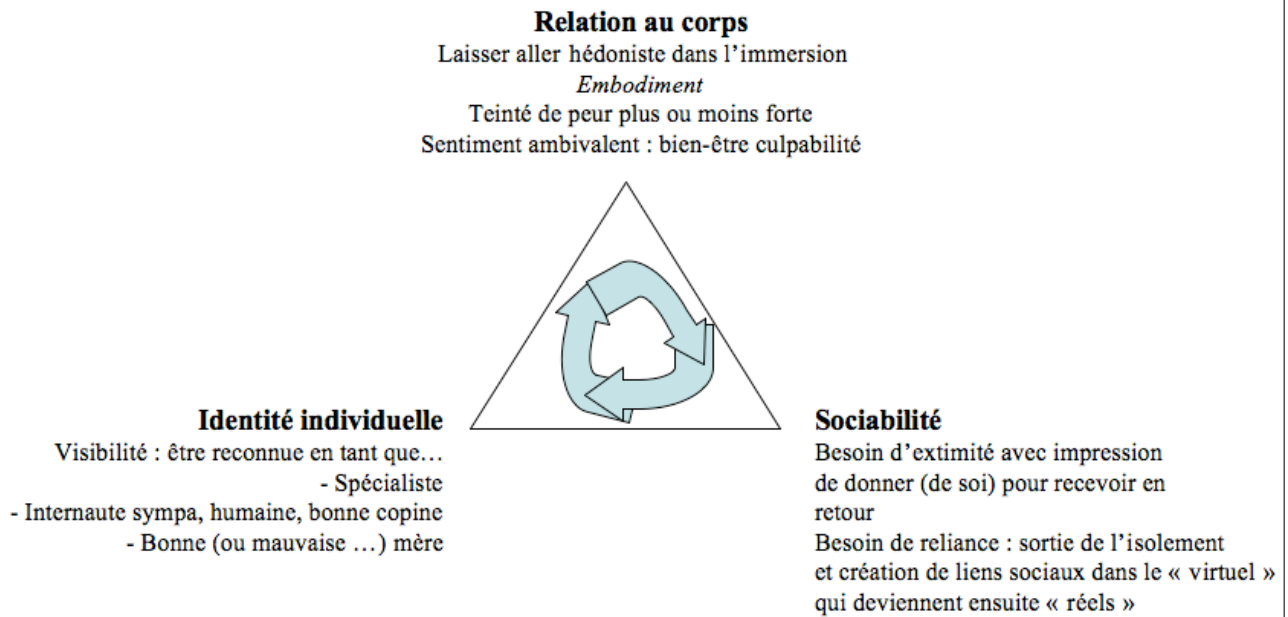 Relation au corps
Laisser aller hédoniste dans l’immersion
Embodiment
Teinté de peur plus ou moins forte
Sentiment ambivalent : bien-être culpabilité
Identité individuelle
Visibilité : être reconnue en tant que…
- Spécialiste
- Internaute sympa, humaine, bonne copine
- Bonne (ou mauvaise …) mère
Sociabilité
Besoin d’extimité avec impression
de donner (de soi) pour recevoir en
retour
Besoin de reliance : sortie de l’isolement
et création de liens sociaux dans le « virtuel »
qui deviennent ensuite « réels »